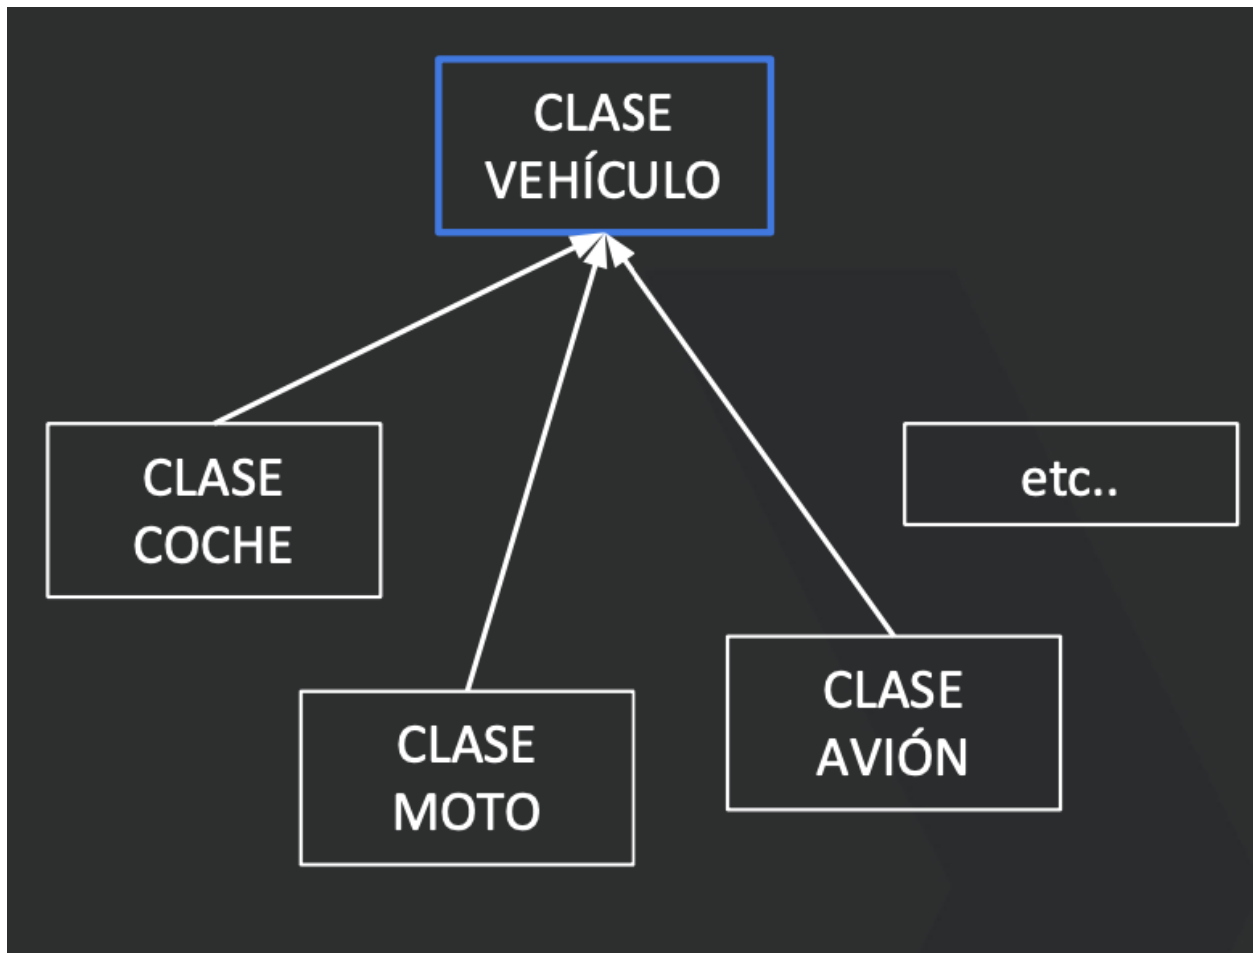 CLASE
VEHÍCULO
CLASE
COCHE
etc..
CLASE
MOTO
CLASE
AVIÓN